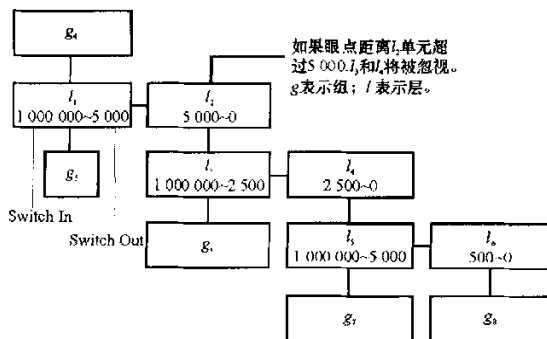 g₄
如果眼点距离l₂单元超
过5 000,l₃和l₄将被忽视。
g表示组；l 表示层。
l₁
1 000 000~5 000
l₂
5 000~0
g₅
l₃
1 000 000~2 500
l₄
2 500~0
Switch In
Switch Out
l₅
1 000 000~5 000
l₆
500~0
g₇
g₈